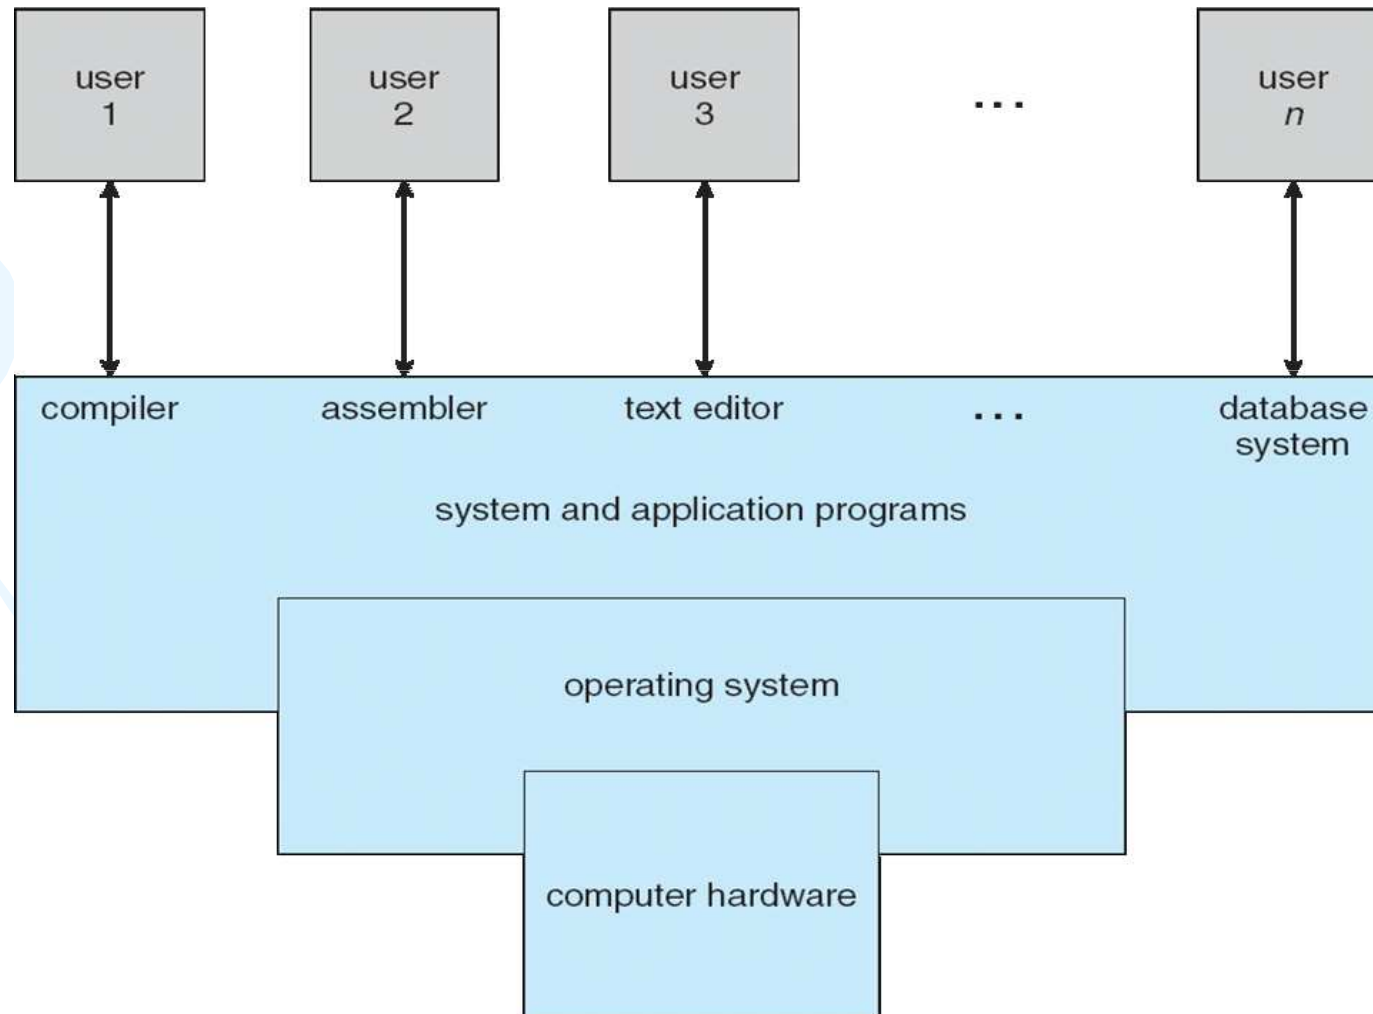 user
1
user
2
user
3
...
user
n
compiler
assembler
text editor
...
database
system
system and application programs
operating system
computer hardware